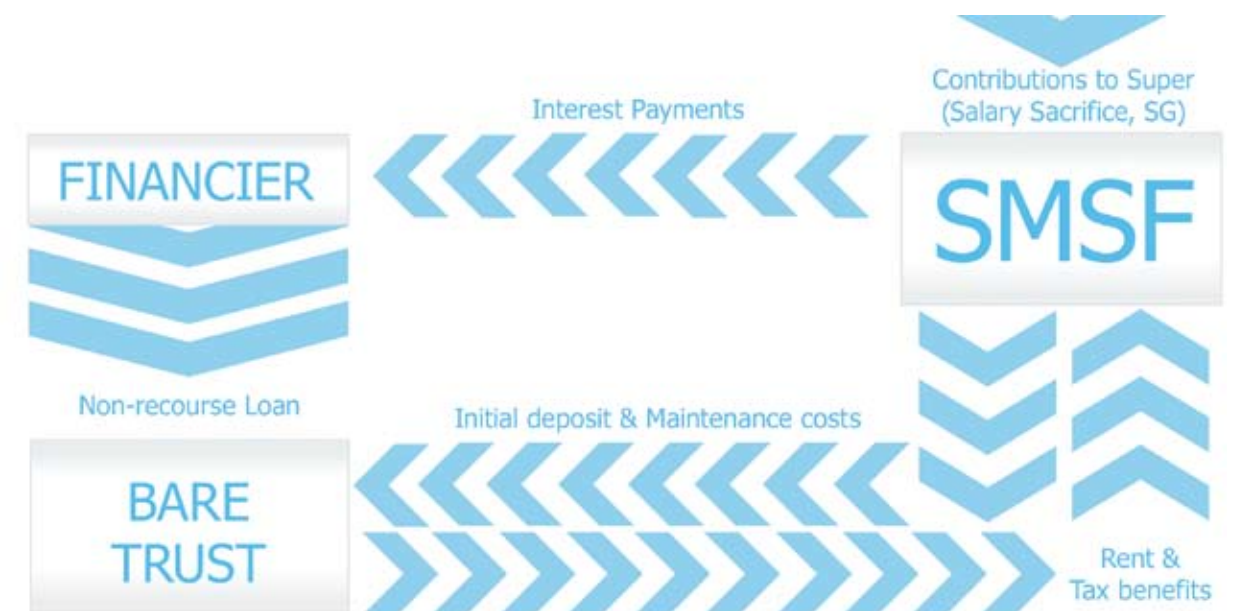 Contributions to Super
(Salary Sacrifice, SG)
Interest Payments
FINANCIER
SMSF
Non-recourse Loan
Initial deposit & Maintenance costs
BARE
TRUST
Rent &
Tax benefits